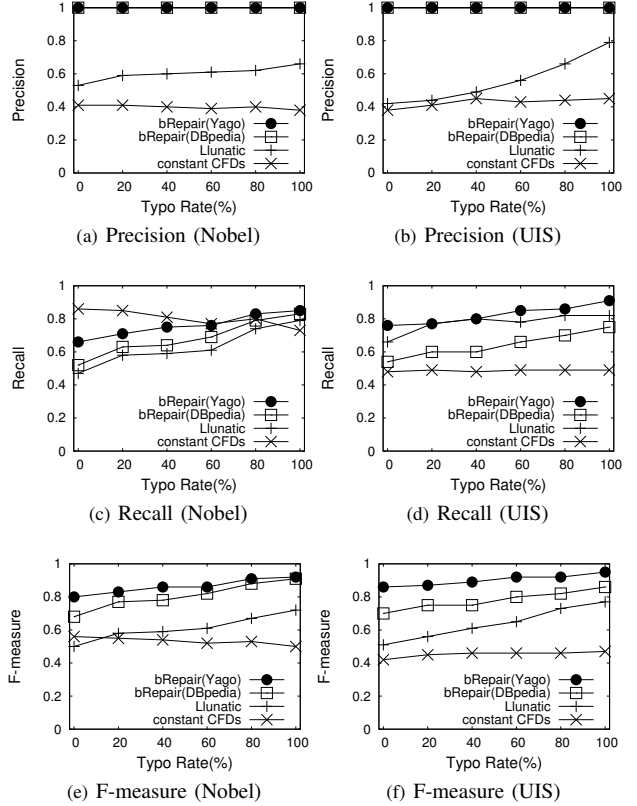 Precision
1
0.8
0.6
0.4
0.2
0
bRepair(Yago)
bRepair(DBpedia)
Llunatic
constant CFDs
0 20 40 60 80 100
Typo Rate(%)
(a) Precision (Nobel)
Precision
1
0.8
0.6
0.4
0.2
0
bRepair(Yago)
bRepair(DBpedia)
Llunatic
constant CFDs
0 20 40 60 80 100
Typo Rate(%)
(b) Precision (UIS)
Recall
1
0.8
0.6
0.4
0.2
0
bRepair(Yago)
bRepair(DBpedia)
Llunatic
constant CFDs
0 20 40 60 80 100
Typo Rate(%)
(c) Recall (Nobel)
Recall
1
0.8
0.6
0.4
0.2
0
bRepair(Yago)
bRepair(DBpedia)
Llunatic
constant CFDs
0 20 40 60 80 100
Typo Rate(%)
(d) Recall (UIS)
F-measure
1
0.8
0.6
0.4
0.2
0
bRepair(Yago)
bRepair(DBpedia)
Llunatic
constant CFDs
0 20 40 60 80 100
Typo Rate(%)
(e) F-measure (Nobel)
F-measure
1
0.8
0.6
0.4
0.2
0
bRepair(Yago)
bRepair(DBpedia)
Llunatic
constant CFDs
0 20 40 60 80 100
Typo Rate(%)
(f) F-measure (UIS)